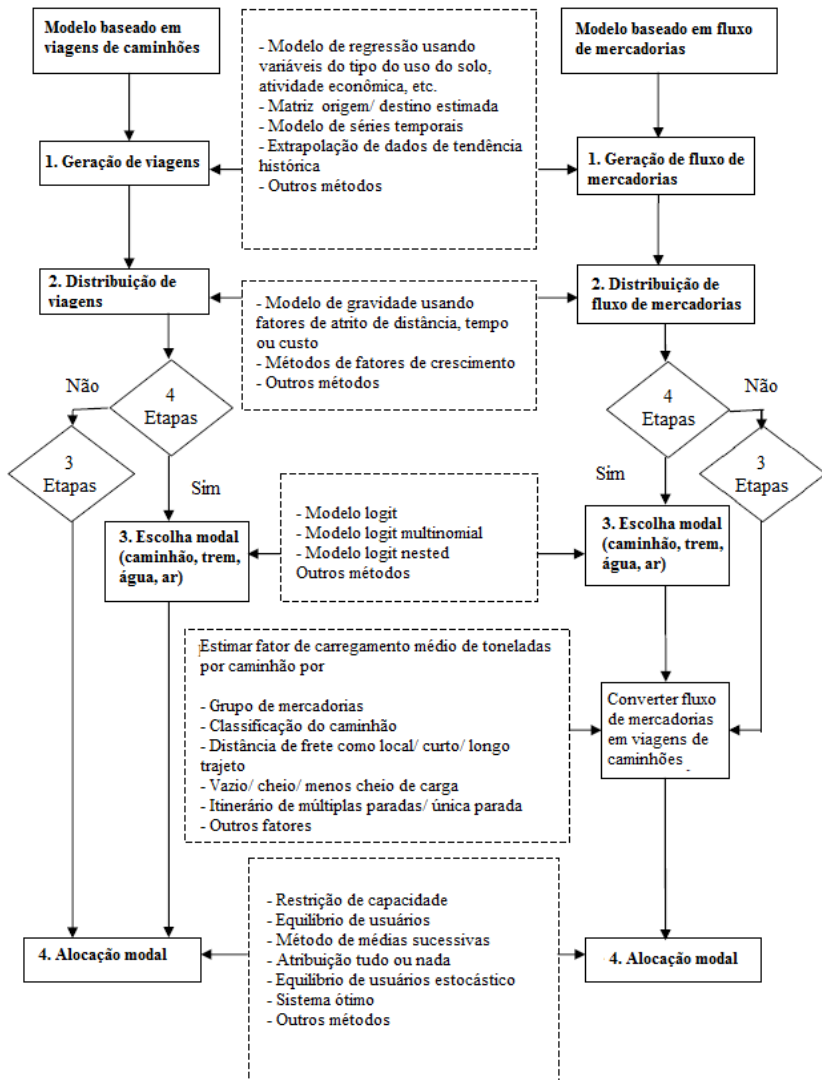 Modelo baseado em
viagens de caminhões
Modelo baseado em fluxo
de mercadorias
- Modelo de regressão usando
variáveis do tipo do uso do solo,
atividade econômica, etc.
- Matriz origem/ destino estimada
- Modelo de séries temporais
- Extrapolação de dados de tendência
histórica
- Outros métodos
1. Geração de viagens
1. Geração de fluxo de
mercadorias
2. Distribuição de
viagens
2. Distribuição de
fluxo de mercadorias
- Modelo de gravidade usando
fatores de atrito de distância, tempo
ou custo
- Métodos de fatores de crescimento
- Outros métodos
Não
4
Etapas
3
Etapas
Sim
4
Etapas
Não
3
Etapas
Sim
3. Escolha modal
(caminhão, trem,
água, ar)
- Modelo logit
- Modelo logit multinomial
- Modelo logit nested
Outros métodos
3. Escolha modal
(caminhão, trem,
água, ar)
Estimar fator de carregamento médio de toneladas
por caminhão por
- Grupo de mercadorias
- Classificação do caminhão
- Distância de frete como local/ curto/ longo
trajeto
- Vazio/ cheio/ menos cheio de carga
- Itinerário de múltiplas paradas/ única parada
- Outros fatores
Converter fluxo
de mercadorias
em viagens de
caminhões
4. Alocação modal
- Restrição de capacidade
- Equilíbrio de usuários
- Método de médias sucessivas
- Atribuição tudo ou nada
- Equilíbrio de usuários estocástico
- Sistema ótimo
- Outros métodos
4. Alocação modal